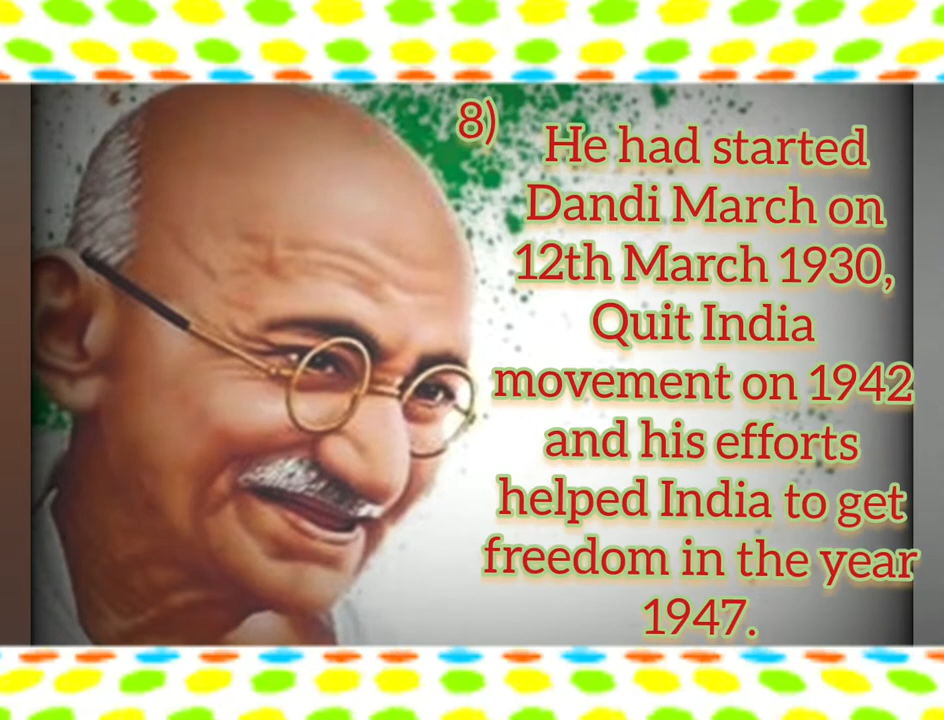 8)
He had started
Dandi March on
12th March 1930,
Quit India
movement on 1942
and his efforts
helped India to get
freedom in the year
1947.